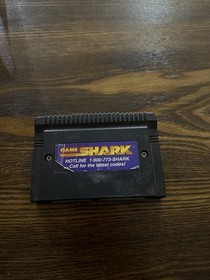 GAME SHARK
HOTLINE 1-900-773-SHARK
Call for the latest codes!